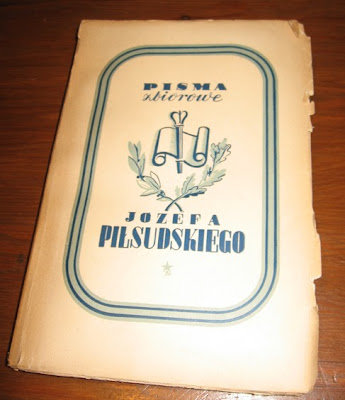 PISMA
zbiorowe
JÓZEFA
PIŁSUDSKIEGO